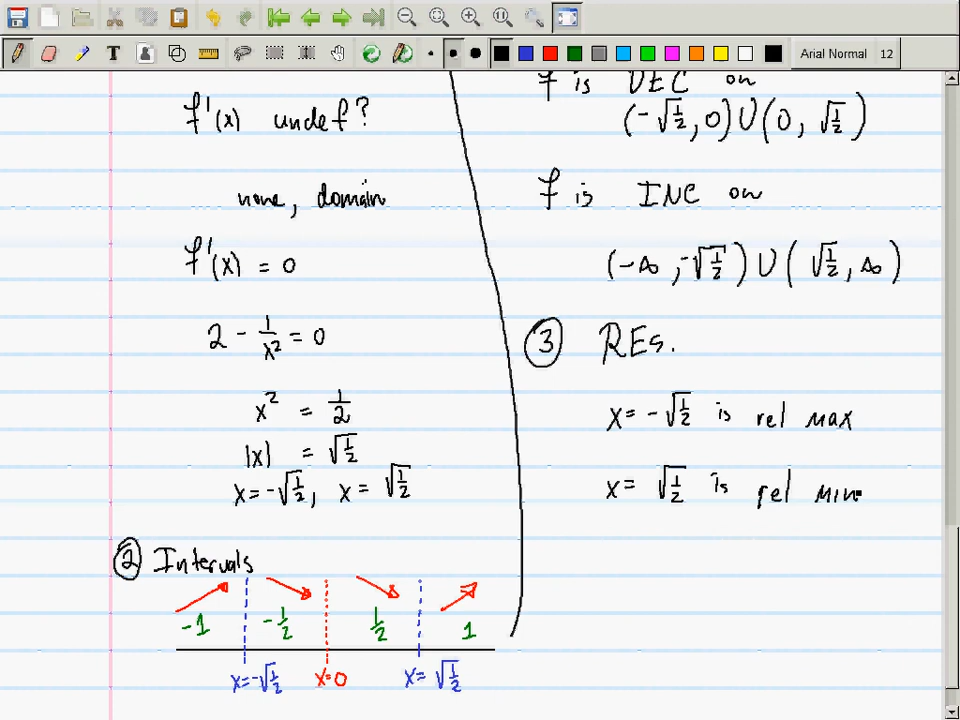 Arial Normal 12
f'(x) undef?
none, domain
f'(x) = 0
2 - 1/x² = 0
x² = 1/2
|x| = √1/2
x = -√1/2, x = √1/2
② Intervals
-1 -1/2 1/2 1
x=-√1/2 x=0 x= √1/2
f is DEC on
(-√1/2, 0) U (0, √1/2)
f is INC on
(-∞, -√1/2) U (√1/2, ∞)
③ RES.
x = -√1/2 is rel max
x = √1/2 is rel min